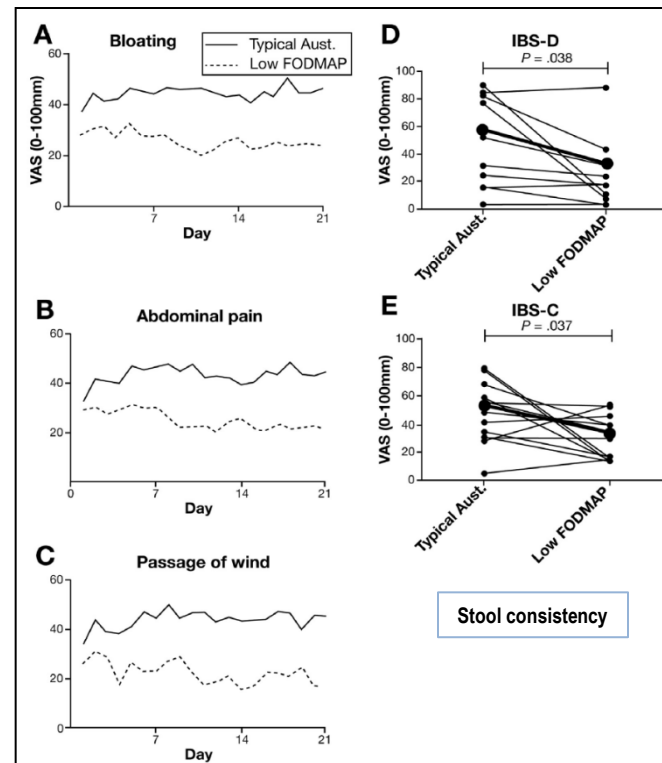 A
Bloating
Typical Aust.
Low FODMAP
VAS (0-100mm)
60
40
20
0
7
14
21
Day
B
Abdominal pain
60
40
20
0
7
14
21
Day
C
Passage of wind
60
40
20
0
7
14
21
Day
D
IBS-D
P = .038
VAS (0-100mm)
100
80
60
40
20
0
Typical Aust.
Low FODMAP
E
IBS-C
P = .037
VAS (0-100mm)
100
80
60
40
20
0
Typical Aust.
Low FODMAP
Stool consistency